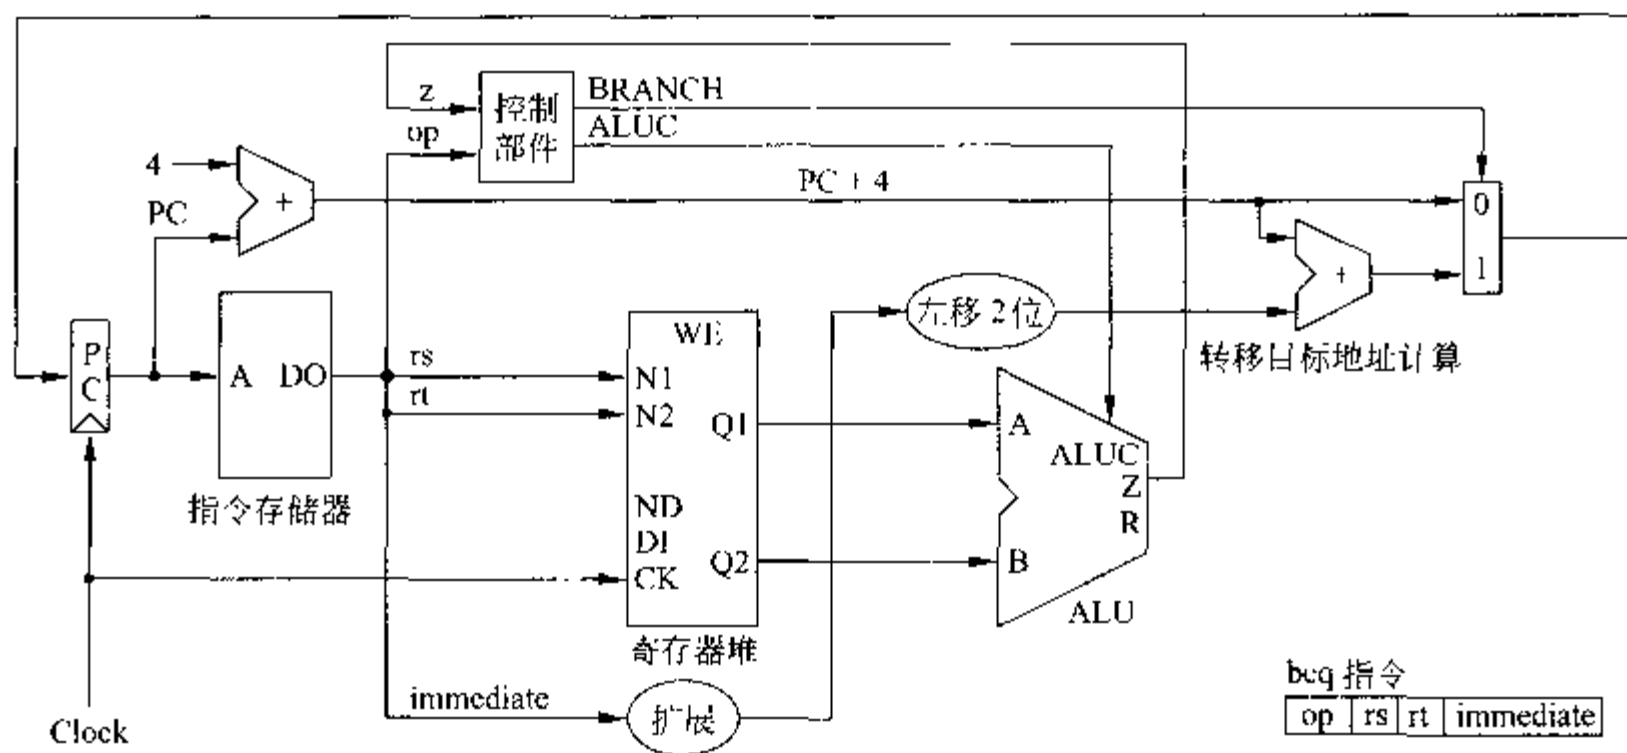 z
控制
部件
BRANCH
ALUC
op
4
PC
+
PC + 4
0
1
+
左移 2 位
转移目标地址计算
P
C
A
DO
指令存储器
rs
rt
WE
N1
N2
Q1
ND
DI
Q2
CK
寄存器堆
A
ALUC
Z
R
B
ALU
immediate
扩展
Clock
beq 指令
op rs rt immediate